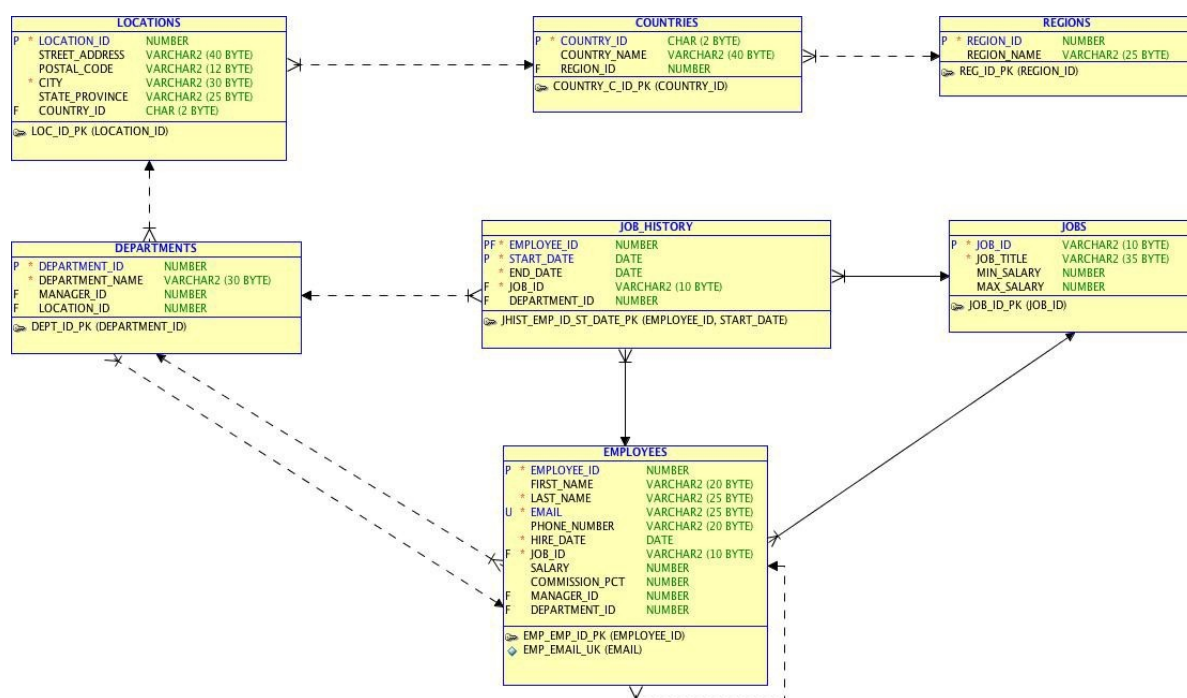 LOCATIONS
P * LOCATION_ID NUMBER
STREET_ADDRESS VARCHAR2 (40 BYTE)
POSTAL_CODE VARCHAR2 (12 BYTE)
* CITY VARCHAR2 (30 BYTE)
STATE_PROVINCE VARCHAR2 (25 BYTE)
F COUNTRY_ID CHAR (2 BYTE)
LOC_ID_PK (LOCATION_ID)
COUNTRIES
P * COUNTRY_ID CHAR (2 BYTE)
COUNTRY_NAME VARCHAR2 (40 BYTE)
F REGION_ID NUMBER
COUNTRY_C_ID_PK (COUNTRY_ID)
REGIONS
P * REGION_ID NUMBER
REGION_NAME VARCHAR2 (25 BYTE)
REG_ID_PK (REGION_ID)
DEPARTMENTS
P * DEPARTMENT_ID NUMBER
* DEPARTMENT_NAME VARCHAR2 (30 BYTE)
F MANAGER_ID NUMBER
F LOCATION_ID NUMBER
DEPT_ID_PK (DEPARTMENT_ID)
JOB_HISTORY
PF * EMPLOYEE_ID NUMBER
P * START_DATE DATE
* END_DATE DATE
F * JOB_ID VARCHAR2 (10 BYTE)
F DEPARTMENT_ID NUMBER
JHIST_EMP_ID_ST_DATE_PK (EMPLOYEE_ID, START_DATE)
JOBS
P * JOB_ID VARCHAR2 (10 BYTE)
* JOB_TITLE VARCHAR2 (35 BYTE)
MIN_SALARY NUMBER
MAX_SALARY NUMBER
JOB_ID_PK (JOB_ID)
EMPLOYEES
P * EMPLOYEE_ID NUMBER
FIRST_NAME VARCHAR2 (20 BYTE)
* LAST_NAME VARCHAR2 (25 BYTE)
U * EMAIL VARCHAR2 (25 BYTE)
PHONE_NUMBER VARCHAR2 (20 BYTE)
* HIRE_DATE DATE
F * JOB_ID VARCHAR2 (10 BYTE)
SALARY NUMBER
COMMISSION_PCT NUMBER
F MANAGER_ID NUMBER
F DEPARTMENT_ID NUMBER
EMP_EMP_ID_PK (EMPLOYEE_ID)
EMP_EMAIL_UK (EMAIL)